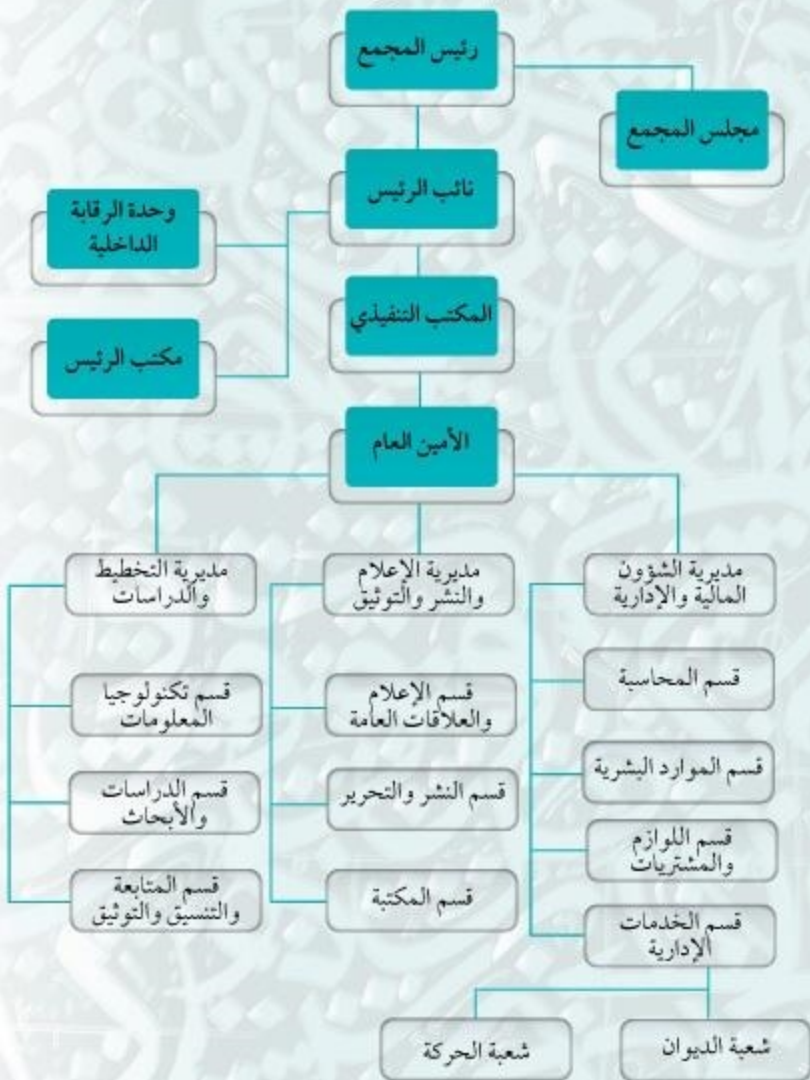 رئيس المجمع
مجلس المجمع
نائب الرئيس
وحدة الرقابة
الداخلية
المكتب التنفيذي
مكتب الرئيس
الأمين العام
مديرية الشؤون
المالية والإدارية
مديرية الإعلام
والنشر والتوثيق
مديرية التخطيط
والدراسات
قسم المحاسبة
قسم الموارد البشرية
قسم اللوازم
والمشتريات
قسم الخدمات
الإدارية
شعبة الديوان
شعبة الحركة
قسم الإعلام
والعلاقات العامة
قسم النشر والتحرير
قسم المكتبة
قسم تكنولوجيا
المعلومات
قسم الدراسات
والأبحاث
قسم المتابعة
والتنسيق والتوثيق